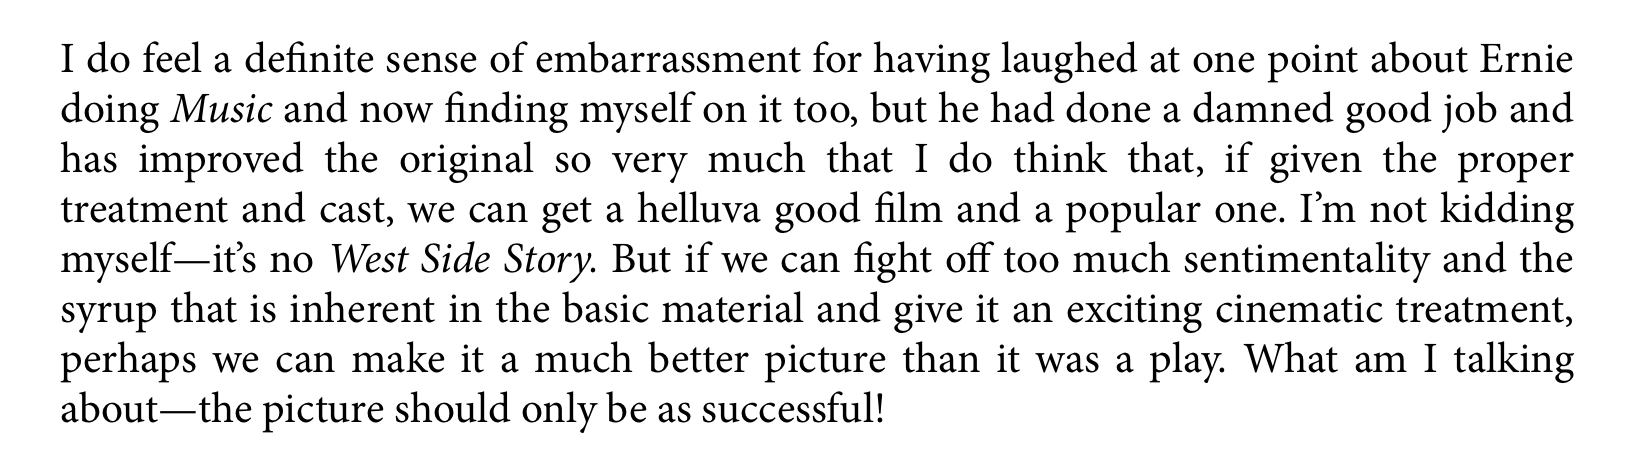 I do feel a definite sense of embarrassment for having laughed at one point about Ernie
doing Music and now finding myself on it too, but he had done a damned good job and
has improved the original so very much that I do think that, if given the proper
treatment and cast, we can get a helluva good film and a popular one. I’m not kidding
myself—it’s no West Side Story. But if we can fight off too much sentimentality and the
syrup that is inherent in the basic material and give it an exciting cinematic treatment,
perhaps we can make it a much better picture than it was a play. What am I talking
about—the picture should only be as successful!